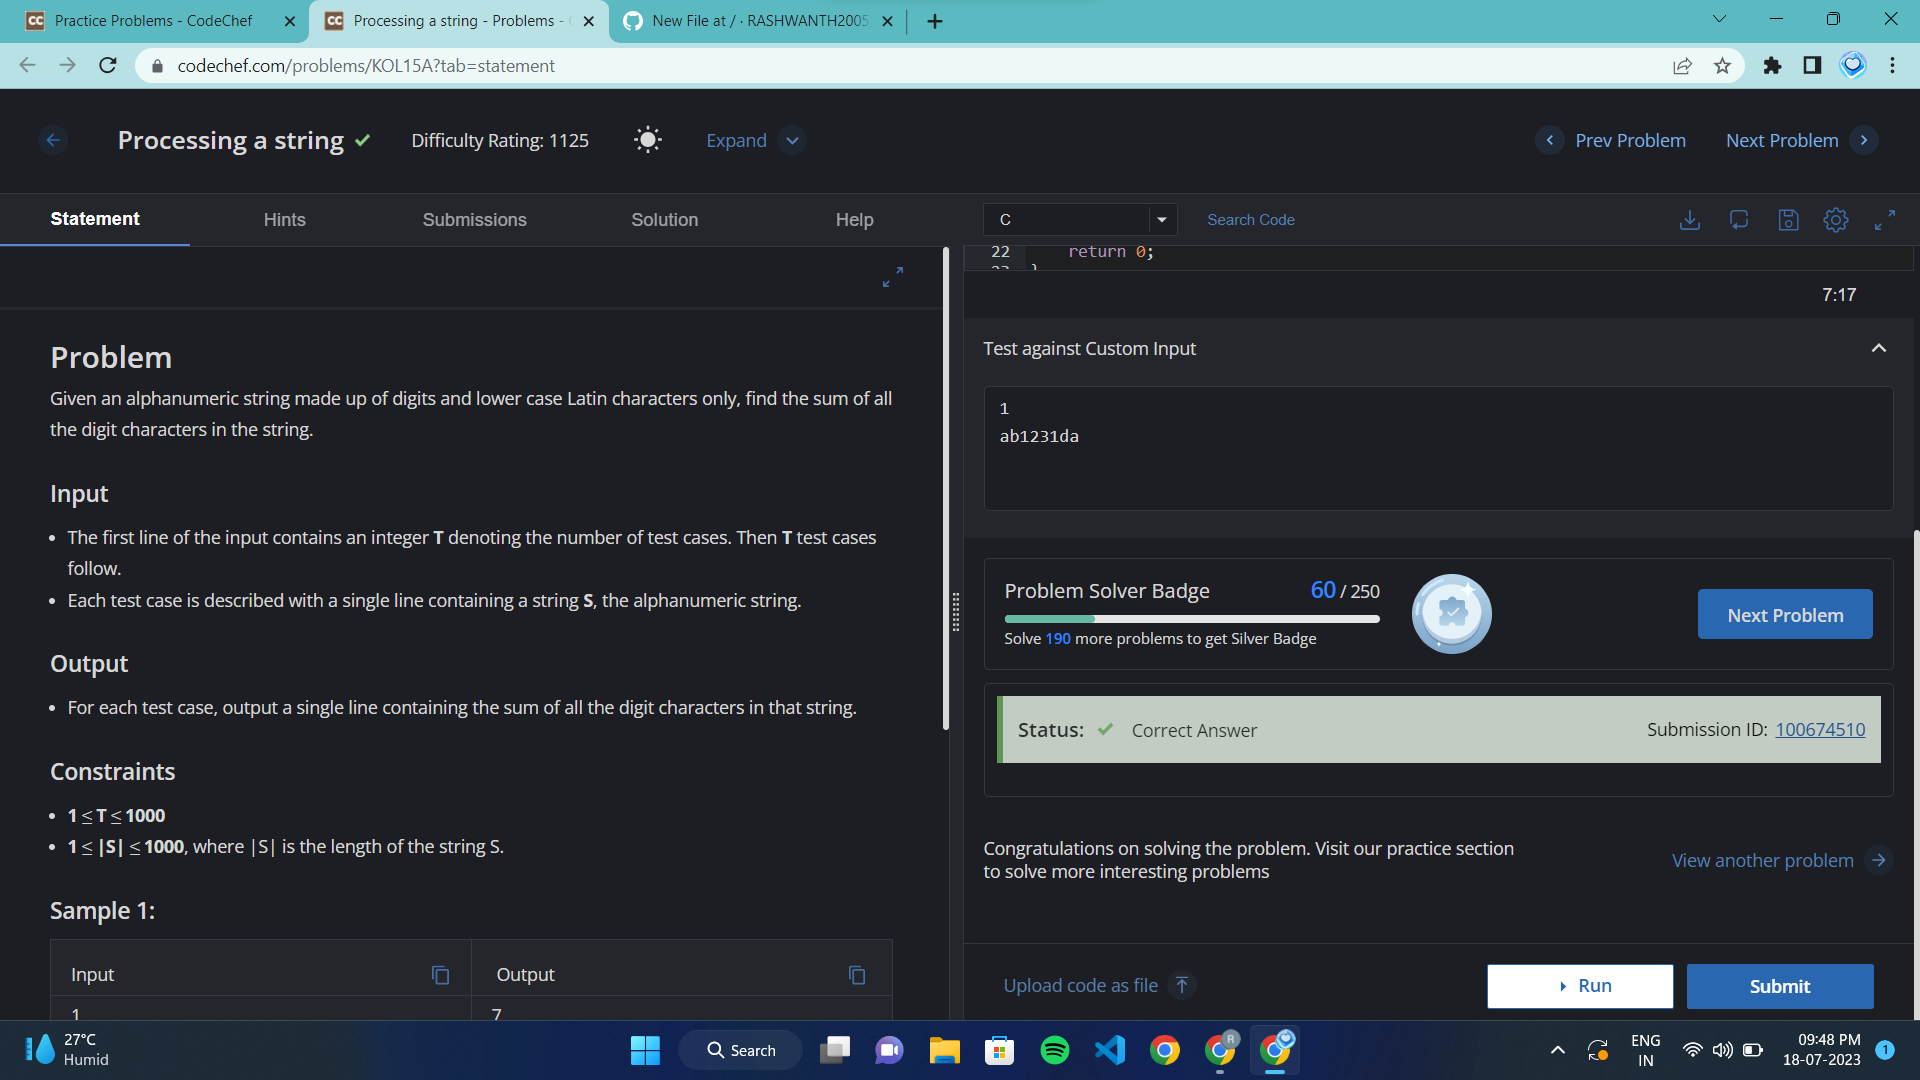 Practice Problems - CodeChef
Processing a string - Problems -
New File at / · RASHWANTH2005
codechef.com/problems/KOL15A?tab=statement
Processing a string
Difficulty Rating: 1125
Expand
Prev Problem
Next Problem
Statement
Hints
Submissions
Solution
Help
C
Search Code
22 return 0;
7:17
Problem
Given an alphanumeric string made up of digits and lower case Latin characters only, find the sum of all
the digit characters in the string.
Input
• The first line of the input contains an integer T denoting the number of test cases. Then T test cases
follow.
• Each test case is described with a single line containing a string S, the alphanumeric string.
Output
• For each test case, output a single line containing the sum of all the digit characters in that string.
Constraints
• 1 ≤ T ≤ 1000
• 1 ≤ |S| ≤ 1000, where |S| is the length of the string S.
Sample 1:
Input
Output
1
7
Test against Custom Input
1
ab1231da
Problem Solver Badge
60 / 250
Solve 190 more problems to get Silver Badge
Next Problem
Status: Correct Answer
Submission ID: 100674510
Congratulations on solving the problem. Visit our practice section
to solve more interesting problems
View another problem
Upload code as file
Run
Submit
27°C
Humid
Search
R
ENG
IN
09:48 PM
18-07-2023
1